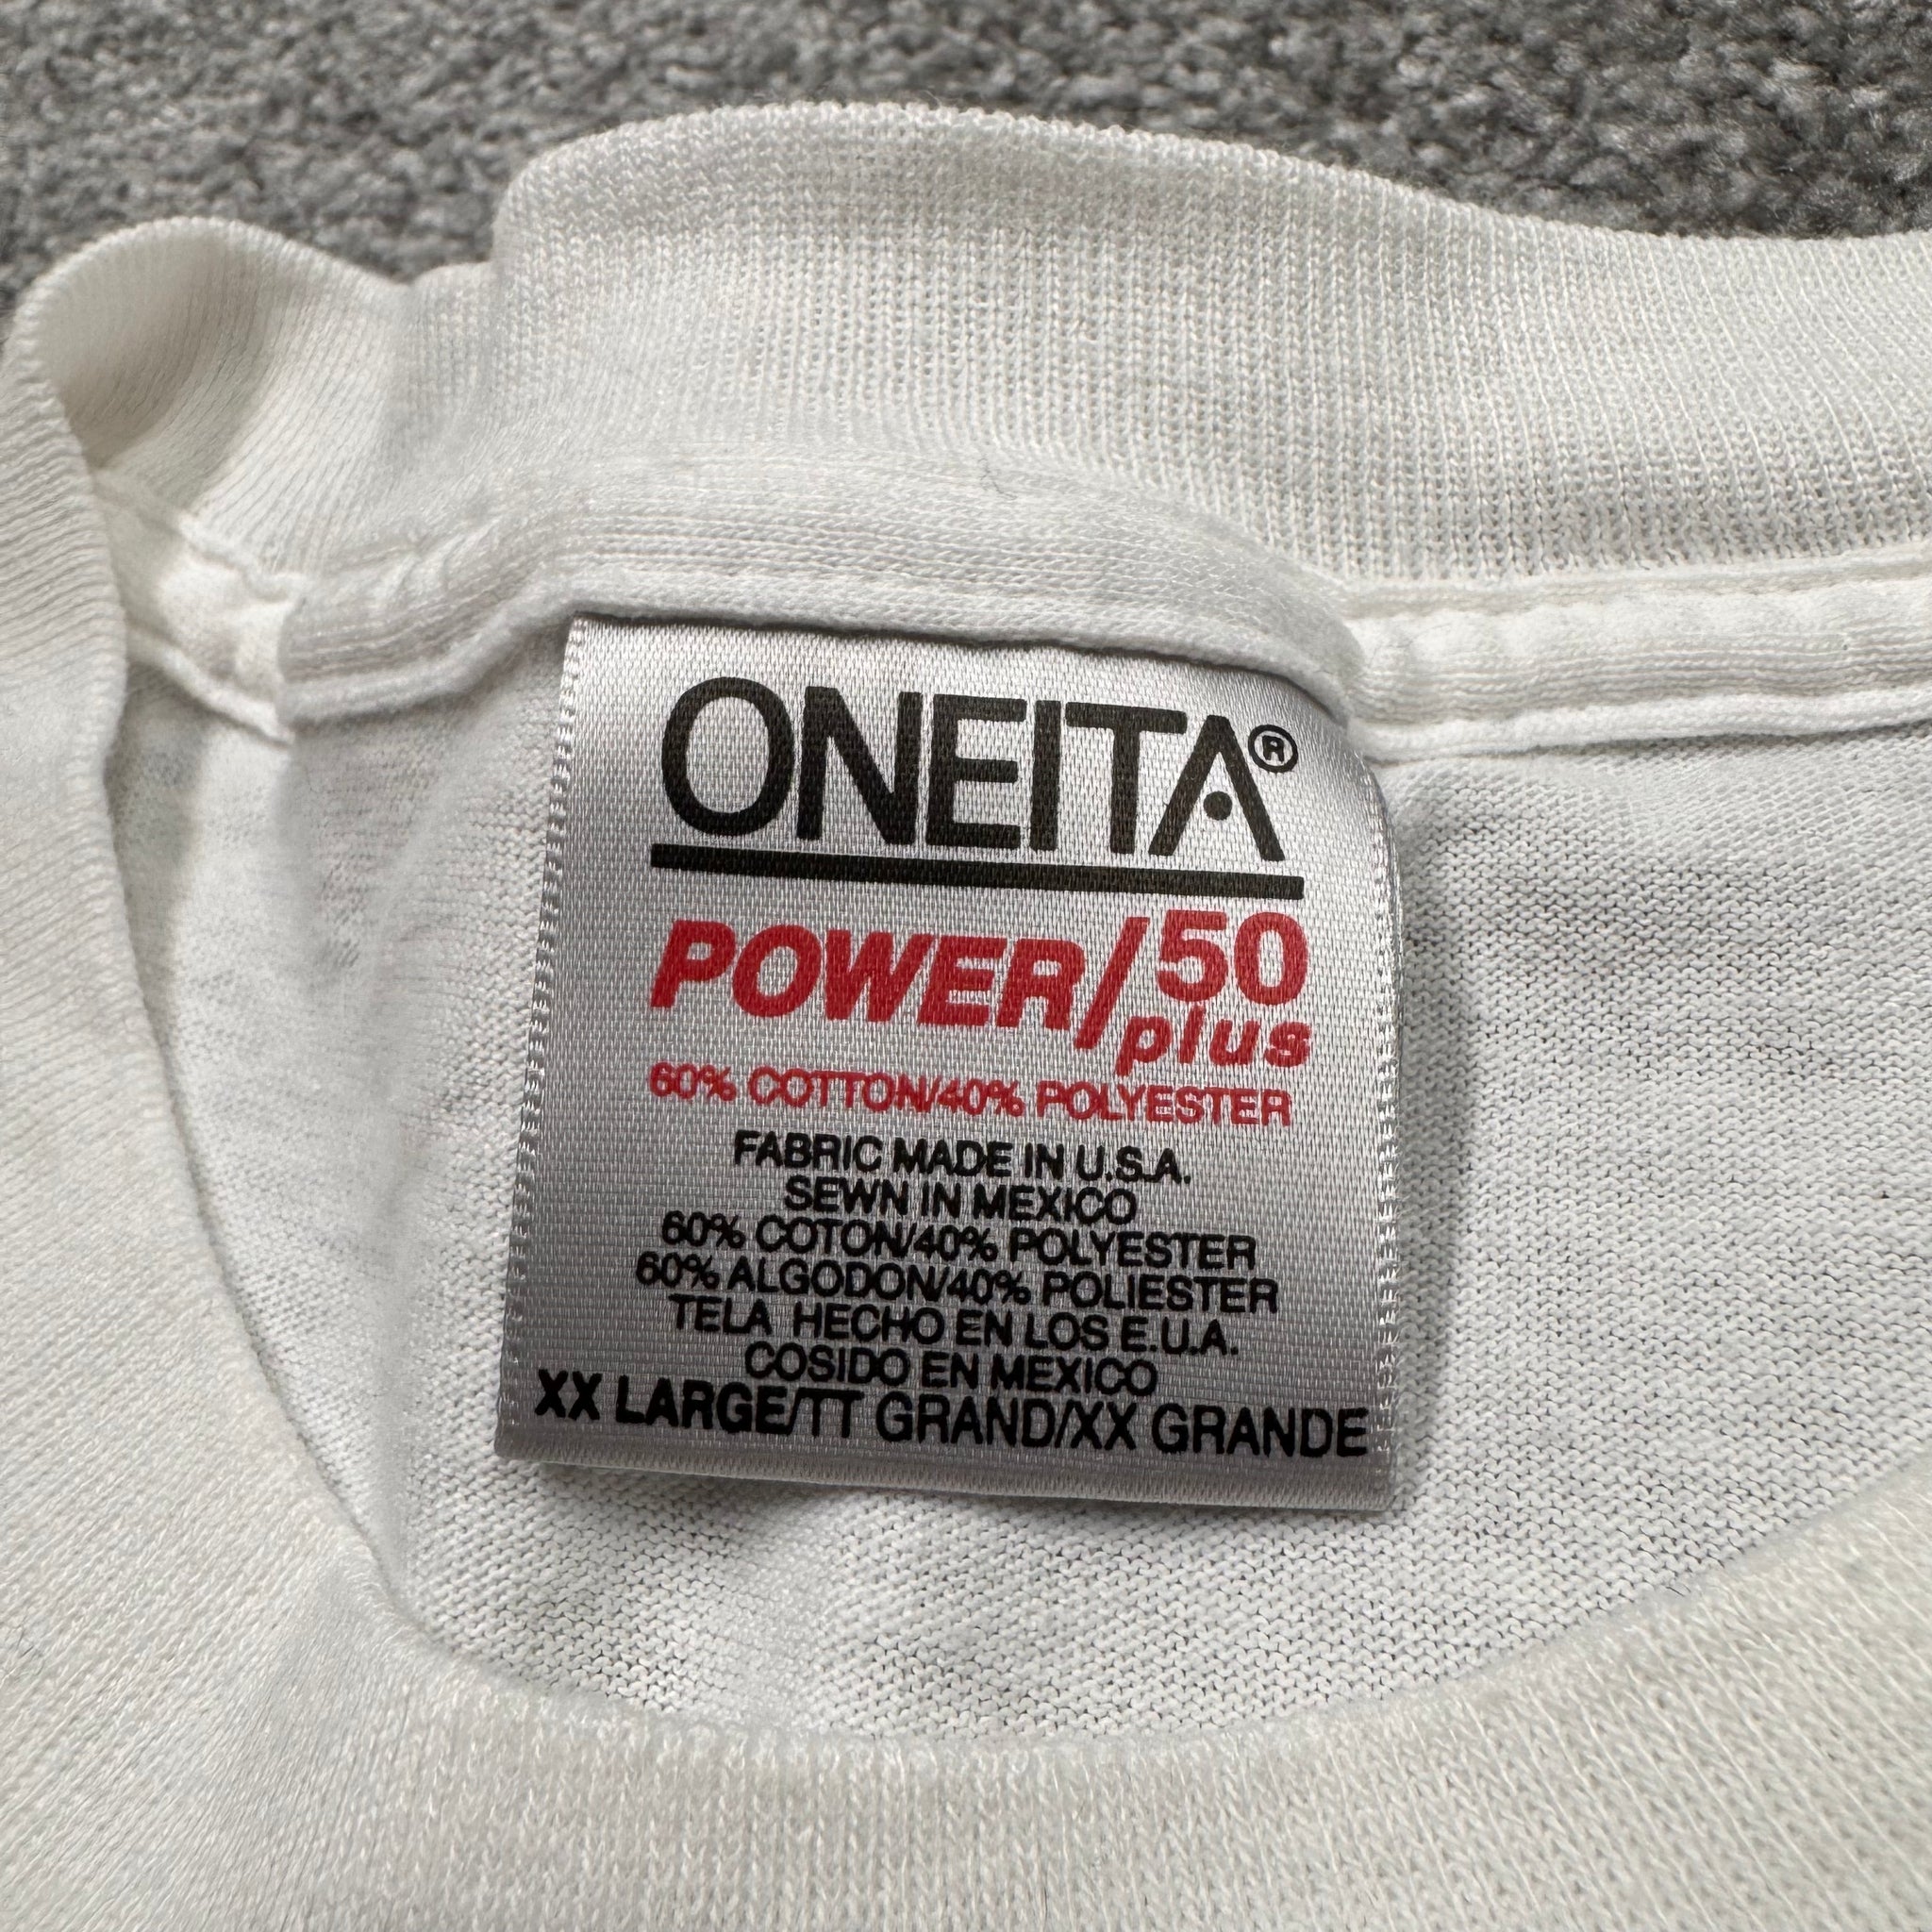 ONEITA®
POWER/50
plus
60% COTTON/40% POLYESTER
FABRIC MADE IN U.S.A.
SEWN IN MEXICO
60% COTON/40% POLYESTER
60% ALGODON/40% POLIESTER
TELA HECHO EN LOS E.U.A.
COSIDO EN MEXICO
XX LARGE/TT GRAND/XX GRANDE